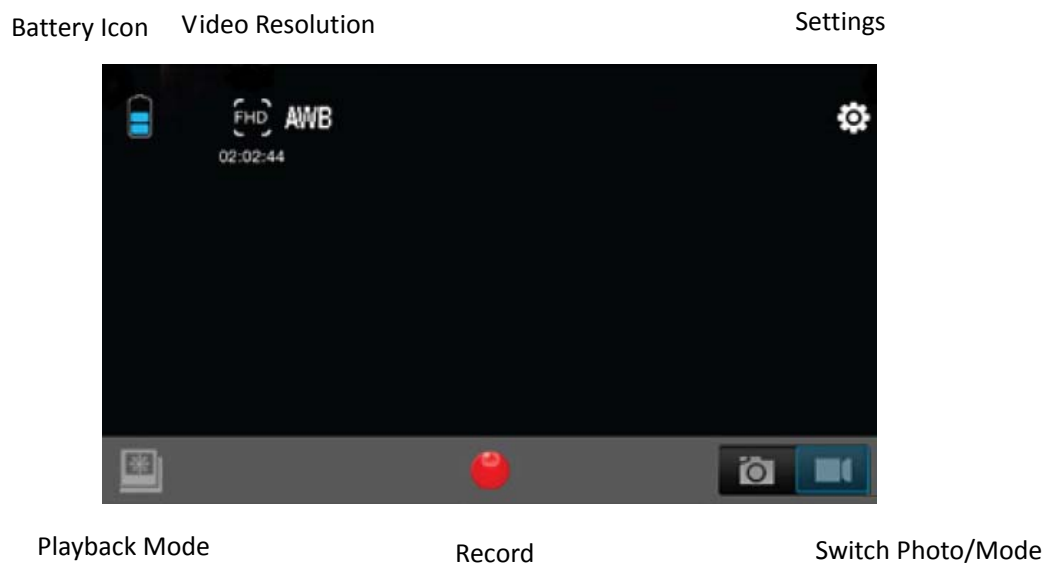 Battery Icon Video Resolution Settings
FHD AWB
02:02:44
Playback Mode Record Switch Photo/Mode